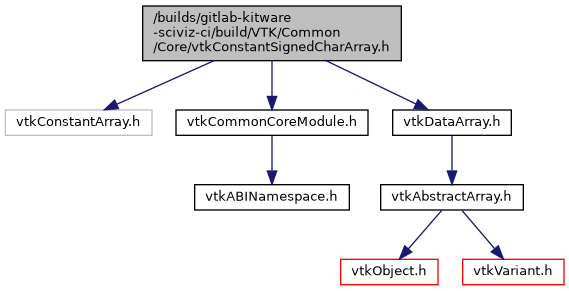 /builds/gitlab-kitware
-sciviz-ci/build/VTK/Common
/Core/vtkConstantSignedCharArray.h
vtkConstantArray.h
vtkCommonCoreModule.h
vtkDataArray.h
vtkABINamespace.h
vtkAbstractArray.h
vtkObject.h
vtkVariant.h